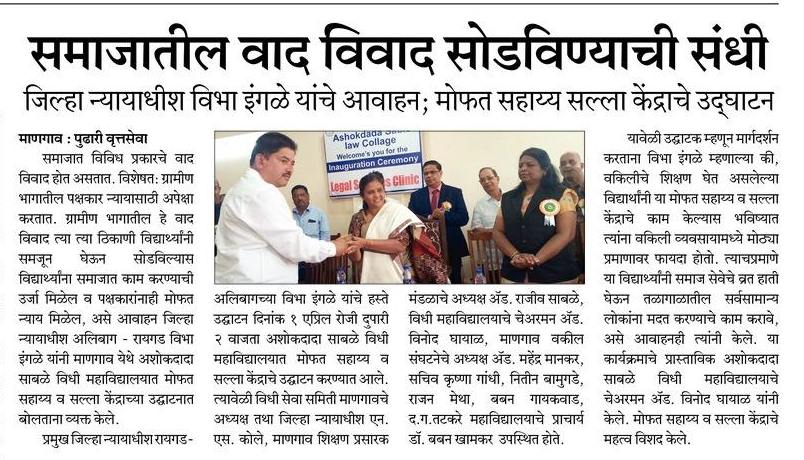 समाजातील वाद विवाद सोडविण्याची संधी
जिल्हा न्यायाधीश विभा इंगळे यांचे आवाहन; मोफत सहाय्य सल्ला केंद्राचे उद्घाटन
माणगाव : पुढारी वृत्तसेवा
समाजात विविध प्रकारचे वाद
विवाद होत असतात. विशेषत: ग्रामीण
भागातील पक्षकार न्यायासाठी अपेक्षा
करतात. ग्रामीण भागातील हे वाद
विवाद त्या त्या ठिकाणी विद्यार्थ्यांनी
समजून घेऊन सोडविल्यास
विद्यार्थ्यांना समाजात काम करण्याची
उर्जा मिळेल व पक्षकारांनाही मोफत
न्याय मिळेल, असे आवाहन जिल्हा
न्यायाधीश अलिबाग - रायगड विभा
इंगळे यांनी माणगाव येथे अशोकदादा
साबळे विधी महाविद्यालयात मोफत
सहाय्य व सल्ला केंद्राच्या उद्घाटनात
बोलताना व्यक्त केले.
प्रमुख जिल्हा न्यायाधीश रायगड-
Ashokdada
law Collage
Welcome's you for the
Inauguration Ceremony
Legal Clinic
अलिबागच्या विभा इंगळे यांचे हस्ते
उद्घाटन दिनांक १ एप्रिल रोजी दुपारी
२ वाजता अशोकदादा साबळे विधी
महाविद्यालयात मोफत सहाय्य व
सल्ला केंद्राचे उद्घाटन करण्यात आले.
त्यावेळी विधी सेवा समिती माणगावचे
अध्यक्ष तथा जिल्हा न्यायाधीश एन.
एस. कोले, माणगाव शिक्षण प्रसारक
मंडळाचे अध्यक्ष ॲड. राजीव साबळे,
विधी महाविद्यालयाचे चेअरमन ॲड.
विनोद घायाळ, माणगाव वकील
संघटनेचे अध्यक्ष ॲड. महेंद्र मानकर,
सचिव कृष्णा गांधी, नितीन बामुगडे,
राजन मेथा, बबन गायकवाड,
द.ग.तटकरे महाविद्यालयाचे प्राचार्य
डॉ. बबन खामकर उपस्थित होते.
यावेळी उद्घाटक म्हणून मार्गदर्शन
करताना विभा इंगळे म्हणाल्या की,
वकिलीचे शिक्षण घेत असलेल्या
विद्यार्थांनी या मोफत सहाय्य व सल्ला
केंद्राचे काम केल्यास भविष्यात
त्यांना वकिली व्यवसायामध्ये मोठ्या
प्रमाणावर फायदा होतो. त्याचप्रमाणे
या विद्यार्थ्यांनी समाज सेवेचे व्रत हाती
घेऊन तळागाळातील सर्वसामान्य
लोकांना मदत करण्याचे काम करावे,
असे आवाहनही त्यांनी केले. या
कार्यक्रमाचे प्रास्ताविक अशोकदादा
साबळे विधी महाविद्यालयाचे
चेअरमन ॲड. विनोद घायाळ यांनी
केले. मोफत सहाय्य व सल्ला केंद्राचे
महत्व विशद केले.